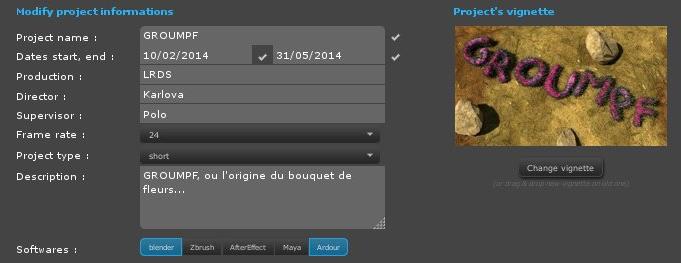 Modify project informations
Project's vignette
Project name : GROUMPF
Dates start, end : 10/02/2014 31/05/2014
Production : LRDS
Director : Karlova
Supervisor : Polo
Frame rate : 24
Project type : short
Description : GROUMPF, ou l'origine du bouquet de
fleurs...
Softwares : blender Zbrush AfterEffect Maya Ardour
GROUMPF
Change vignette
(or drag & drop new vignette on old one)